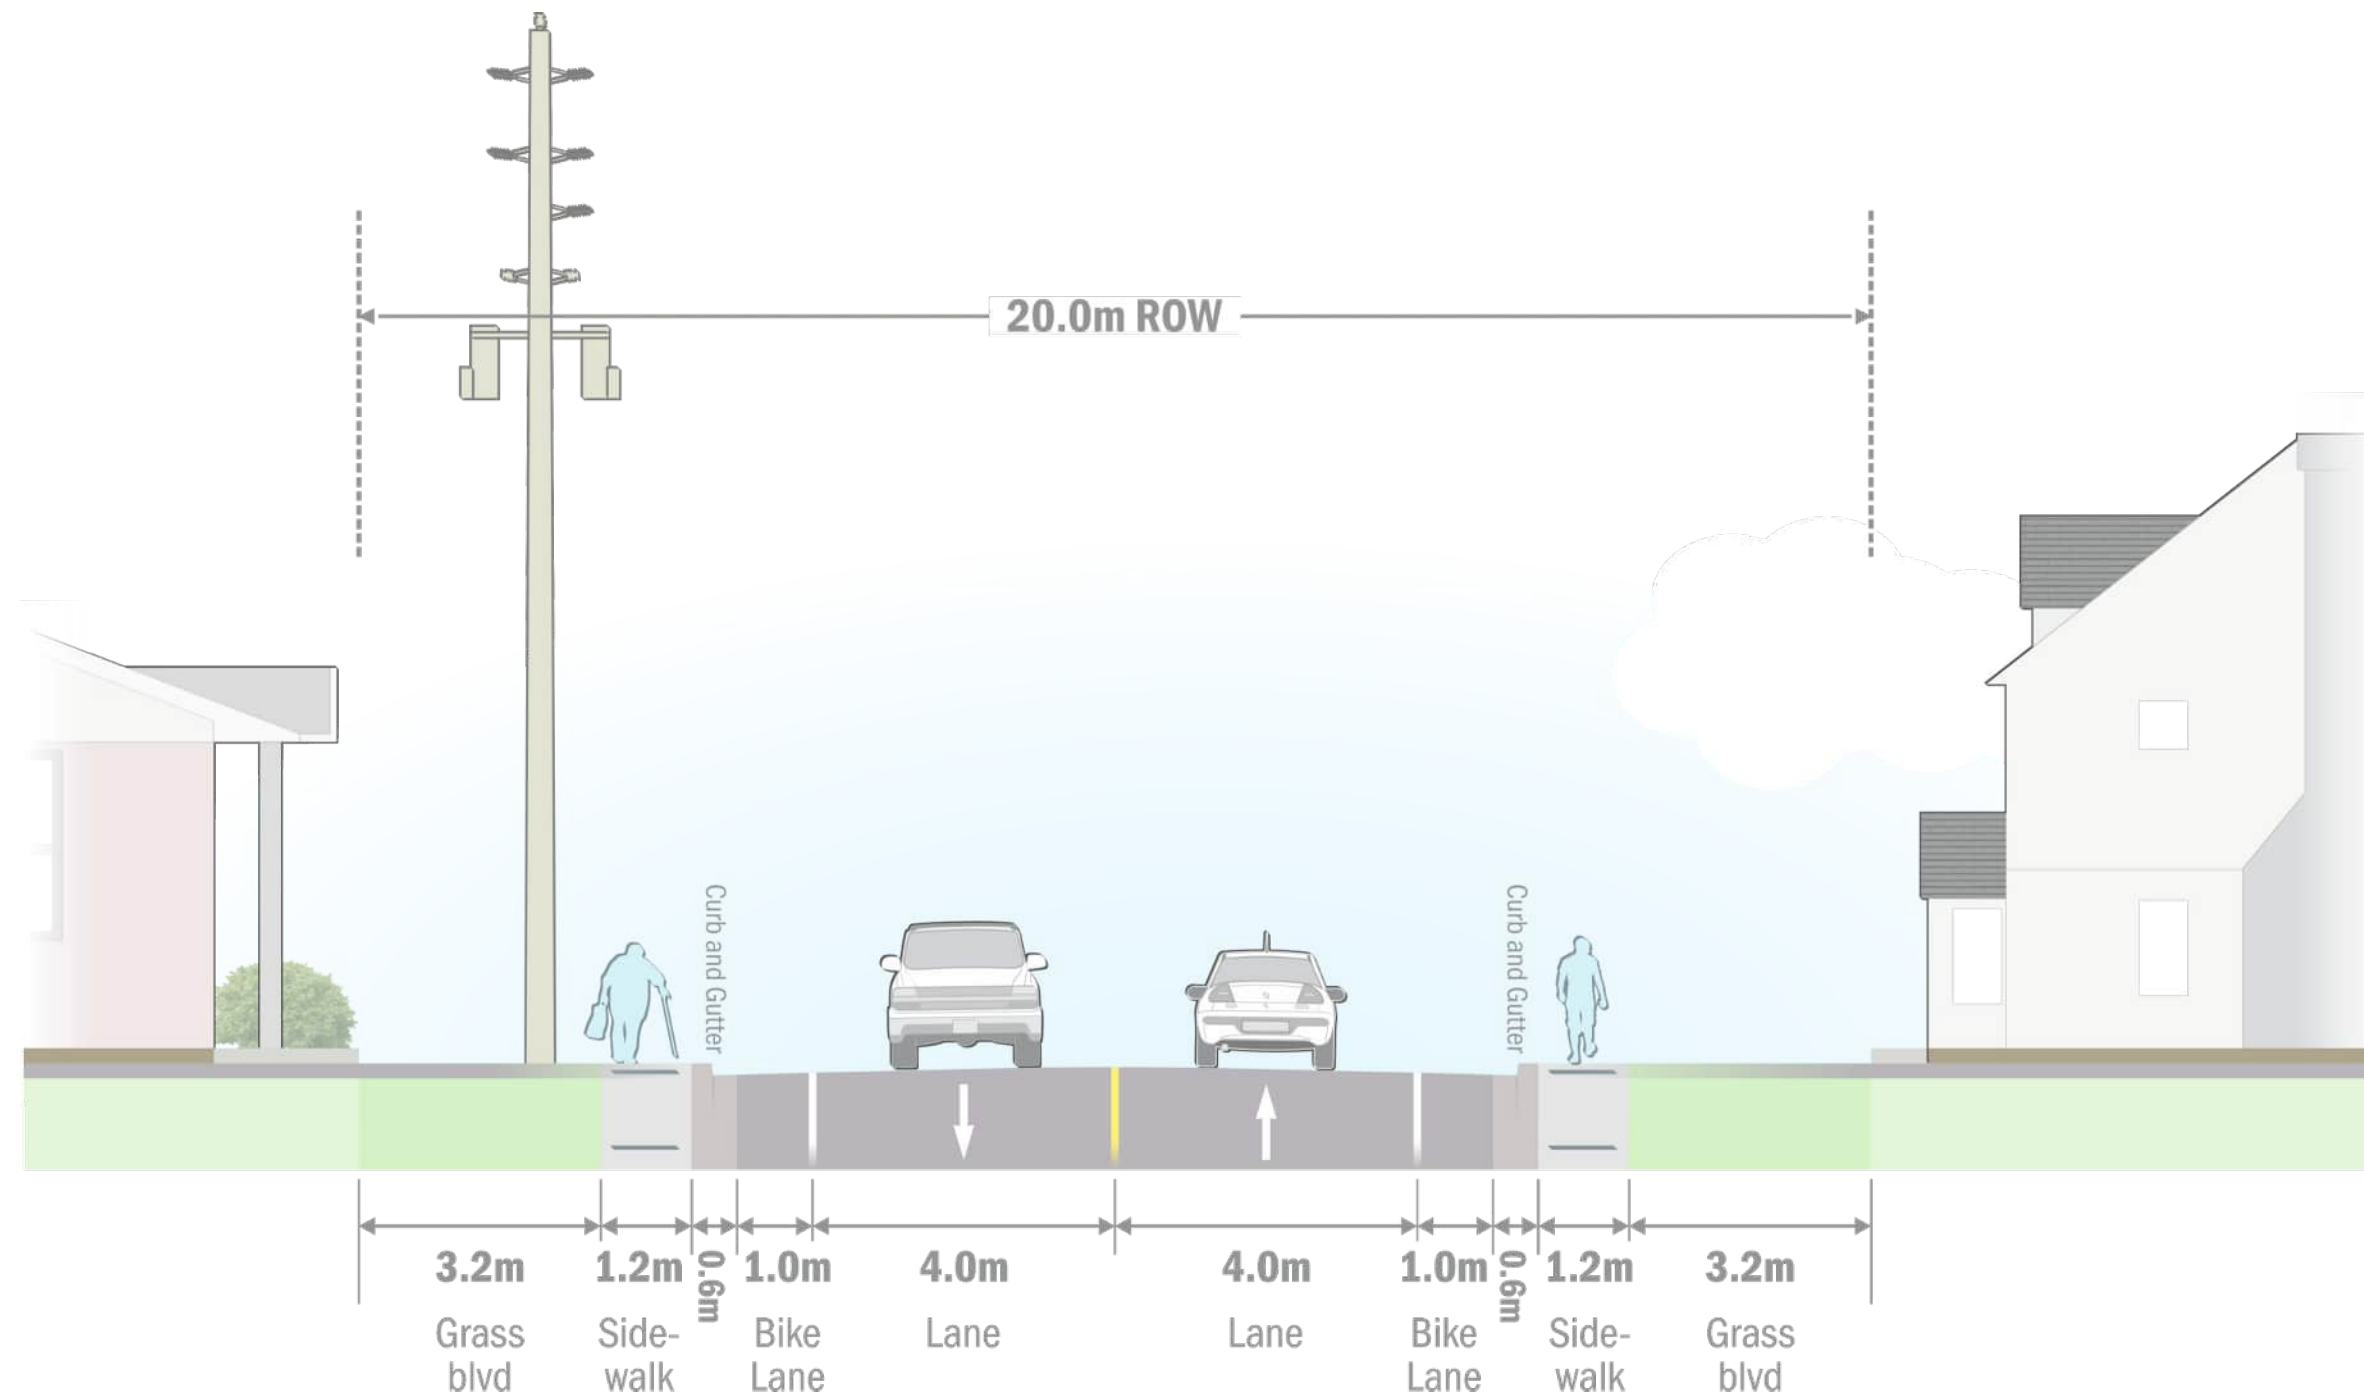 20.0m ROW
Curb and Gutter
Curb and Gutter
3.2m
1.2m
0.6m
1.0m
4.0m
4.0m
1.0m
0.6m
1.2m
3.2m
Grass
blvd
Side-
walk
Bike
Lane
Lane
Lane
Bike
Lane
Side-
walk
Grass
blvd